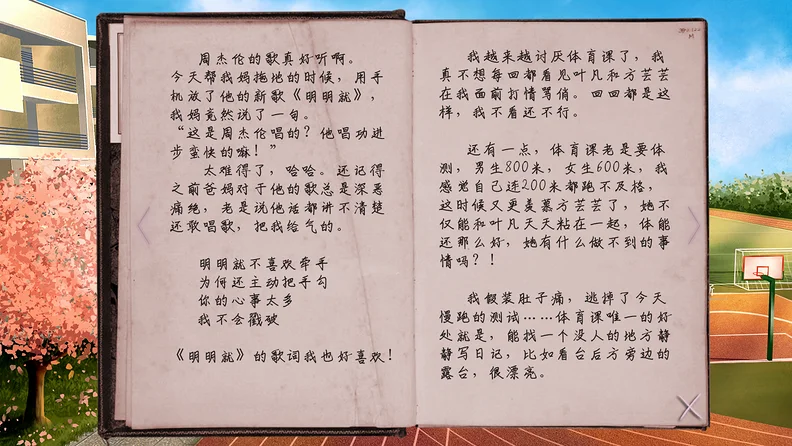 周杰伦的歌真好听啊。
今天帮我妈拖地的时候，用手
机放了他的新歌《明明就》，
我妈竟然说了一句。
“这是周杰伦唱的？他唱功进
步蛮快的嘛！”
太难得了，哈哈。还记得
之前爸妈对于他的歌总是深恶
痛绝，老是说他话都讲不清楚
还敢唱歌，把我给气的。
明明就不喜欢牵手
为何还主动把手勾
你的心事太多
我不会戳破
《明明就》的歌词我也好喜欢！
我越来越讨厌体育课了，我
真不想每回都看见叶凡和方芸芸
在我面前打情骂俏。回回都是这
样，我不看还不行。
还有一点，体育课老是要体
测，男生800米，女生600米，我
感觉自己连200米都跑不及格，
这时候又更羡慕方芸芸了，她不
仅能和叶凡天天粘在一起，体能
还那么好，她有什么做不到的事
情吗？！
我假装肚子痛，逃掉了今天
慢跑的测试……体育课唯一的好
处就是，能找一个没人的地方静
静写日记，比如看台后方旁边的
露台，很漂亮。